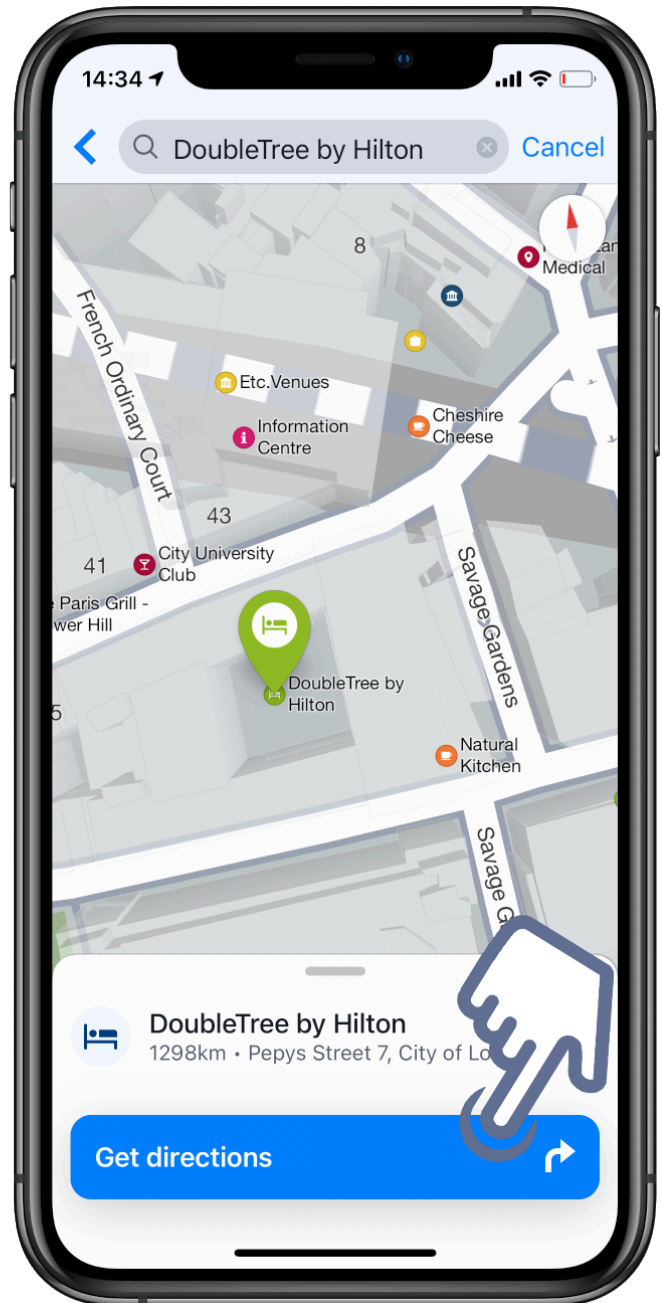 14:34
DoubleTree by Hilton
Cancel
8
Medical
French Ordinary Court
Etc.Venues
Information
Centre
Cheshire
Cheese
43
City University
Club
41
Paris Grill -
wer Hill
Savage Gardens
DoubleTree by
Hilton
5
Natural
Kitchen
Savage G
DoubleTree by Hilton
1298km • Pepys Street 7, City of Lo
Get directions